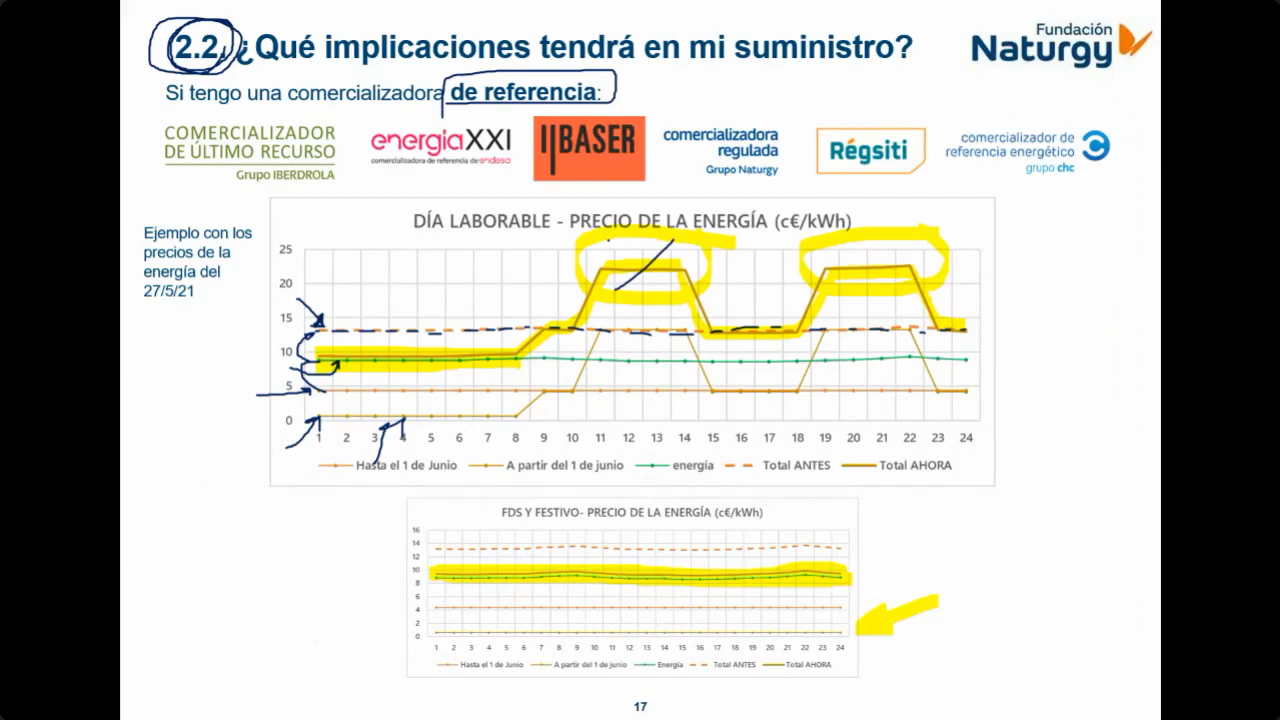 2.2. ¿Qué implicaciones tendrá en mi suministro?
Fundación
Naturgy
Si tengo una comercializadora de referencia:
COMERCIALIZADOR
DE ÚLTIMO RECURSO
Grupo IBERDROLA
energíaXXI
comercializadora de referencia de endesa
BASER
comercializadora
regulada
Grupo Naturgy
Régsiti
comercializador de
referencia energético
grupo chc
Ejemplo con los
precios de la
energía del
27/5/21
DÍA LABORABLE - PRECIO DE LA ENERGÍA (c€/kWh)
25
20
15
10
5
0
1 2 3 4 5 6 7 8 9 10 11 12 13 14 15 16 17 18 19 20 21 22 23 24
Hasta el 1 de Junio A partir del 1 de junio energía Total ANTES Total AHORA
FDS Y FESTIVO- PRECIO DE LA ENERGÍA (c€/kWh)
16
14
12
10
8
6
4
2
0
1 2 3 4 5 6 7 8 9 10 11 12 13 14 15 16 17 18 19 20 21 22 23 24
Hasta el 1 de Junio A partir del 1 de junio Energía Total ANTES Total AHORA
17